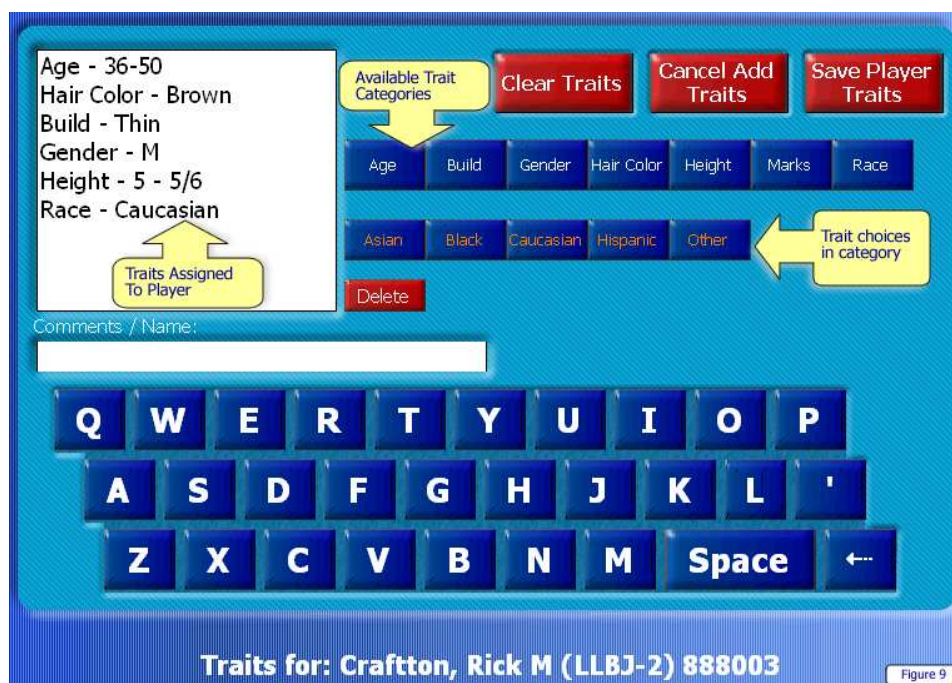 Age - 36-50
Hair Color - Brown
Build - Thin
Gender - M
Height - 5 - 5/6
Race - Caucasian
Traits Assigned
To Player
Available Trait
Categories
Clear Traits
Cancel Add
Traits
Save Player
Traits
Age Build Gender Hair Color Height Marks Race
Asian Black Caucasian Hispanic Other
Trait choices
in category
Delete
Comments / Name:
Q W E R T Y U I O P
A S D F G H J K L '
Z X C V B N M Space ←
Traits for: Craftton, Rick M (LLBJ-2) 888003
Figure 9